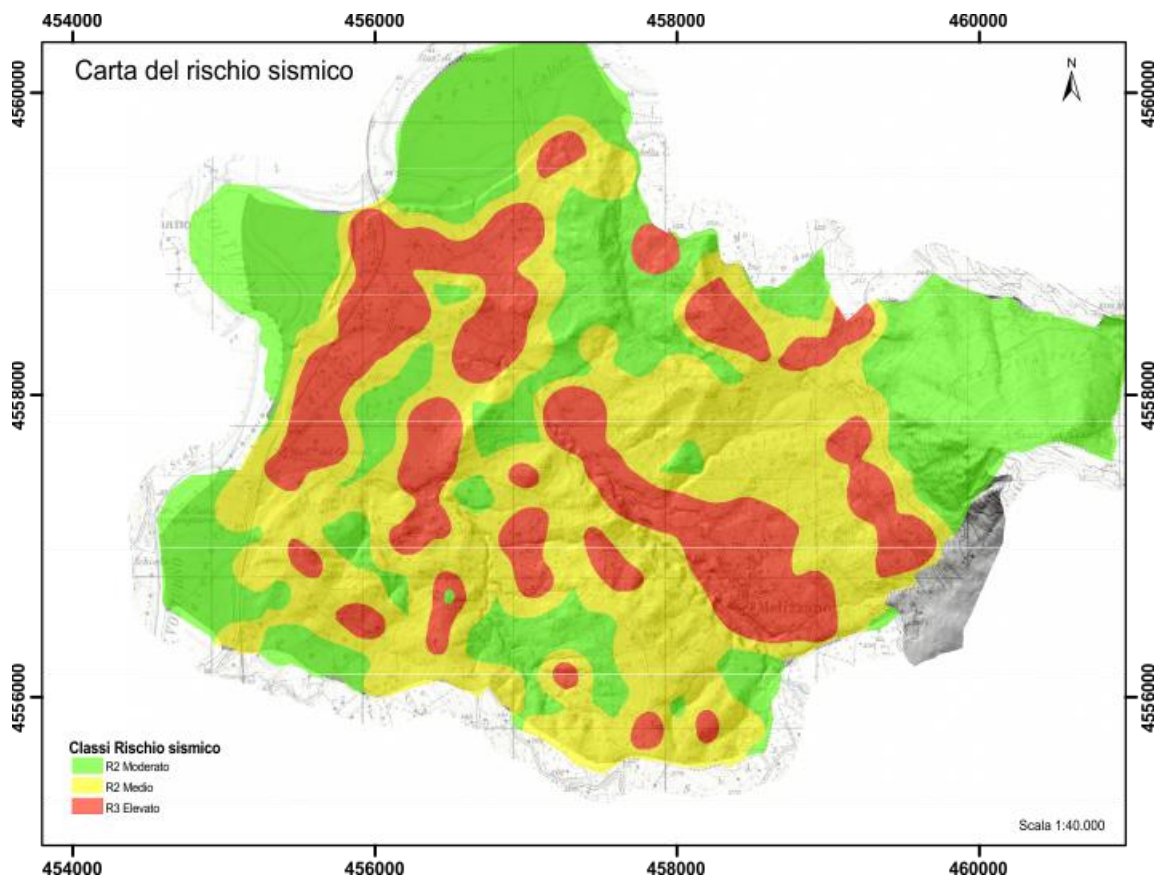 454000
456000
458000
460000
Carta del rischio sismico
N
4560000
4560000
4558000
4558000
Melizzano
4556000
4556000
Classi Rischio sismico
R2 Moderato
R2 Medio
R3 Elevato
Scala 1:40.000
454000
456000
458000
460000